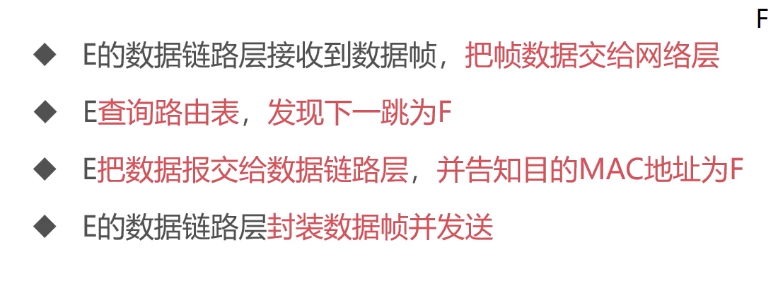 F
◆ E的数据链路层接收到数据帧，把帧数据交给网络层
◆ E查询路由表，发现下一跳为F
◆ E把数据报交给数据链路层，并告知目的MAC地址为F
◆ E的数据链路层封装数据帧并发送